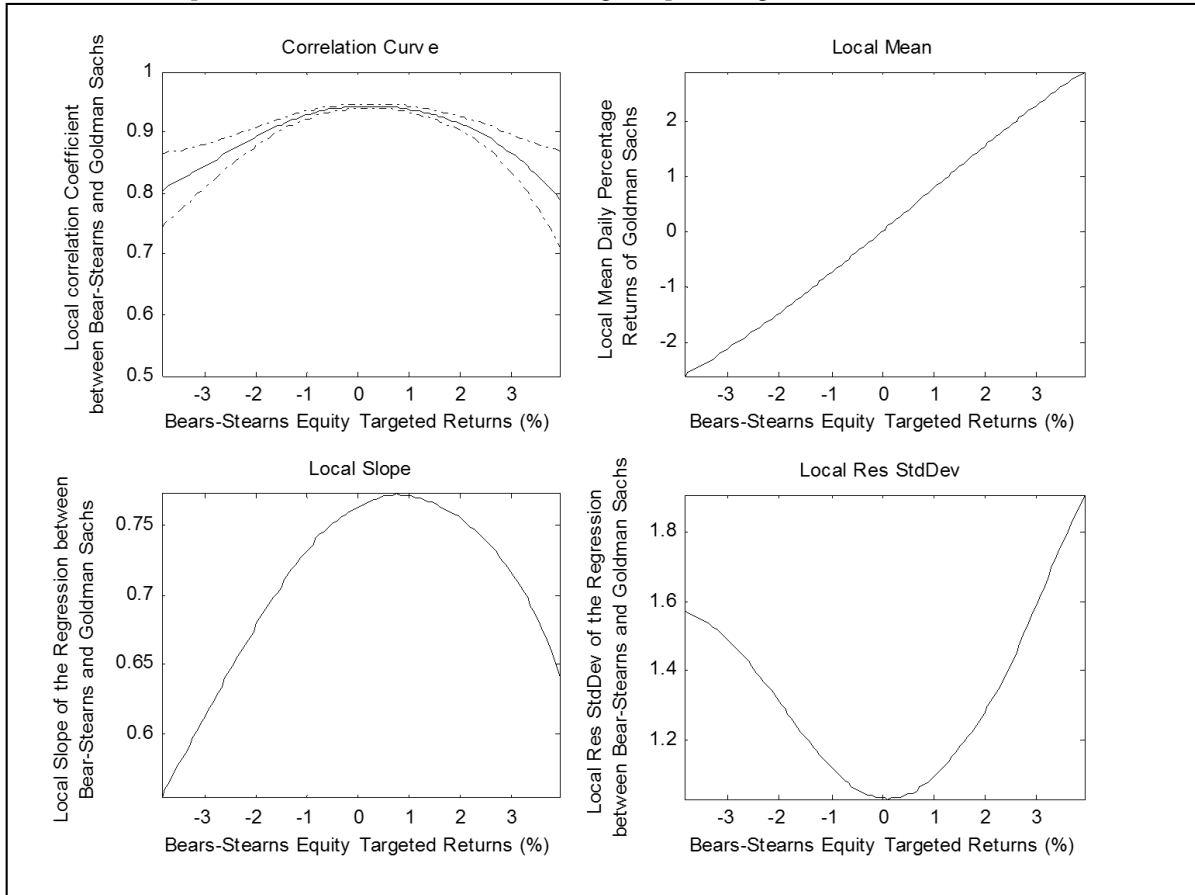 Correlation Curve
Local correlation Coefficient
between Bear-Stearns and Goldman Sachs
1
0.9
0.8
0.7
0.6
0.5
-3 -2 -1 0 1 2 3
Bears-Stearns Equity Targeted Returns (%)
Local Mean
Local Mean Daily Percentage
Returns of Goldman Sachs
2
1
0
-1
-2
-3 -2 -1 0 1 2 3
Bears-Stearns Equity Targeted Returns (%)
Local Slope
Local Slope of the Regression between
Bear-Stearns and Goldman Sachs
0.75
0.7
0.65
0.6
-3 -2 -1 0 1 2 3
Bears-Stearns Equity Targeted Returns (%)
Local Res StdDev
Local Res StdDev of the Regression
between Bear-Stearns and Goldman Sachs
1.8
1.6
1.4
1.2
-3 -2 -1 0 1 2 3
Bears-Stearns Equity Targeted Returns (%)